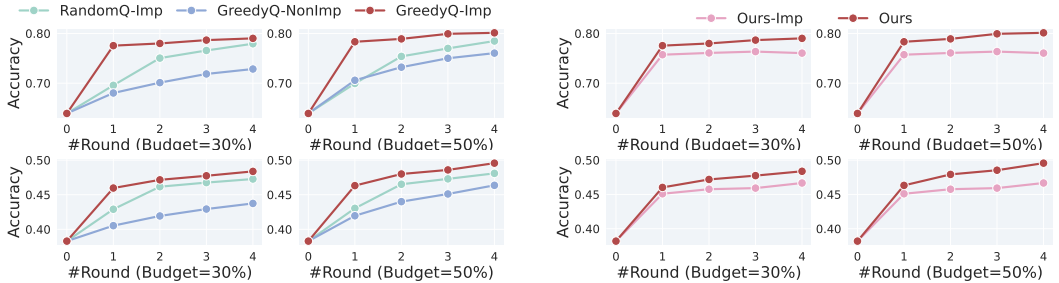 RandomQ-Imp GreedyQ-NonImp GreedyQ-Imp
Ours-Imp Ours
0.80 0.80 0.80 0.80
Accuracy Accuracy
0.70 0.70 0.70 0.70
0 1 2 3 4 0 1 2 3 4 0 1 2 3 4 0 1 2 3 4
#Round (Budget=30%) #Round (Budget=50%) #Round (Budget=30%) #Round (Budget=50%)
0.50 0.50 0.50 0.50
Accuracy Accuracy
0.45 0.45 0.45 0.45
0.40 0.40 0.40 0.40
0 1 2 3 4 0 1 2 3 4 0 1 2 3 4 0 1 2 3 4
#Round (Budget=30%) #Round (Budget=50%) #Round (Budget=30%) #Round (Budget=50%)